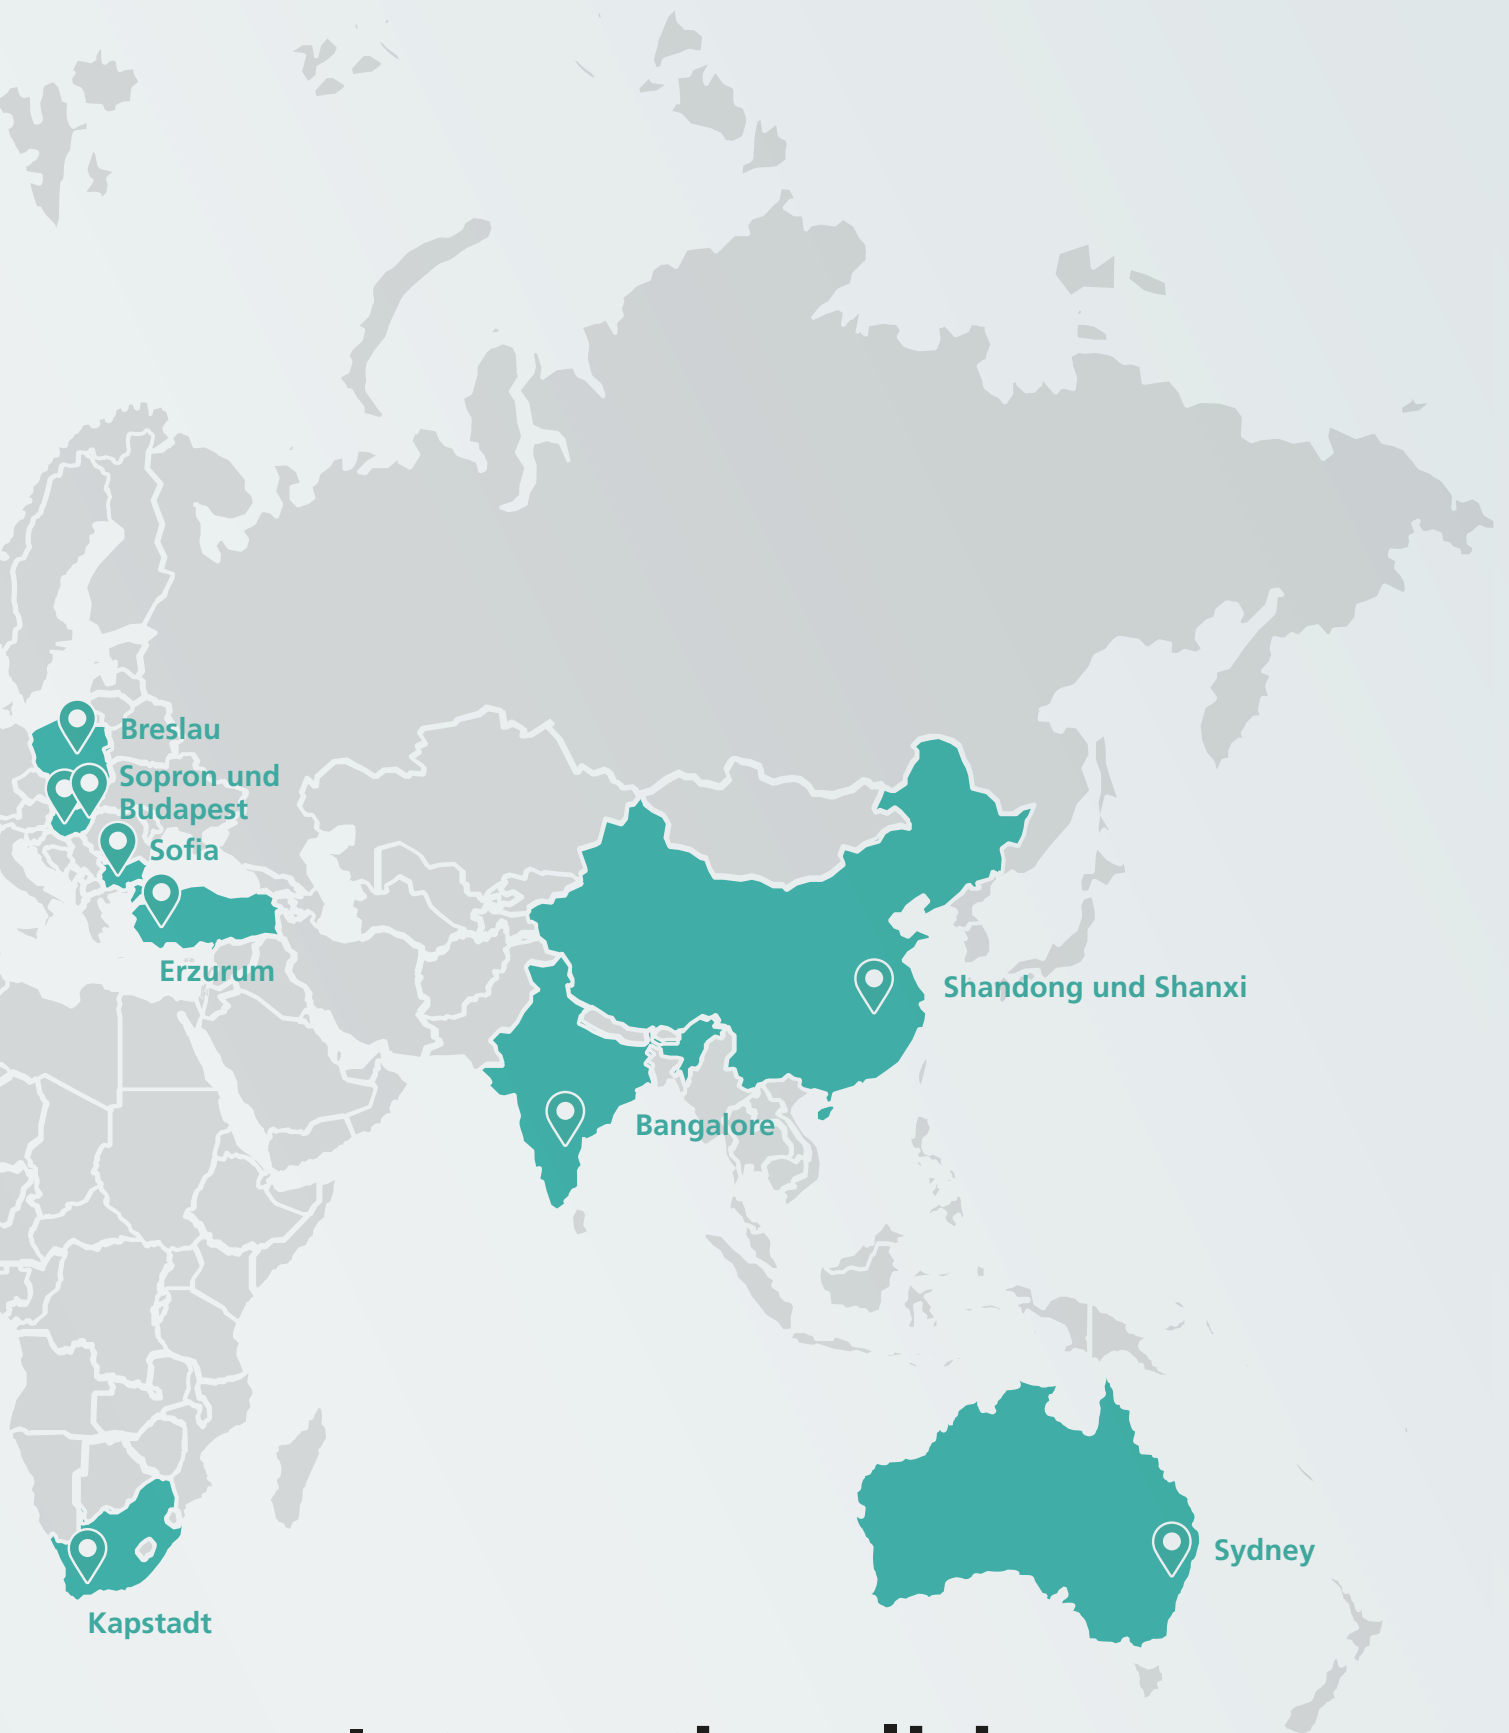 Breslau
Sopron und
Budapest
Sofia
Erzurum
Shandong und Shanxi
Bangalore
Sydney
Kapstadt